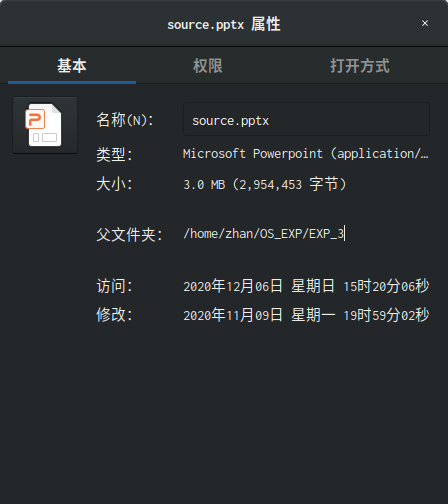 source.pptx 属性
×
基本 权限 打开方式
名称(N): source.pptx
类型: Microsoft Powerpoint (application/…
大小: 3.0 MB (2,954,453 字节)
父文件夹: /home/zhan/OS_EXP/EXP_3
访问: 2020年12月06日 星期日 15时20分06秒
修改: 2020年11月09日 星期一 19时59分02秒